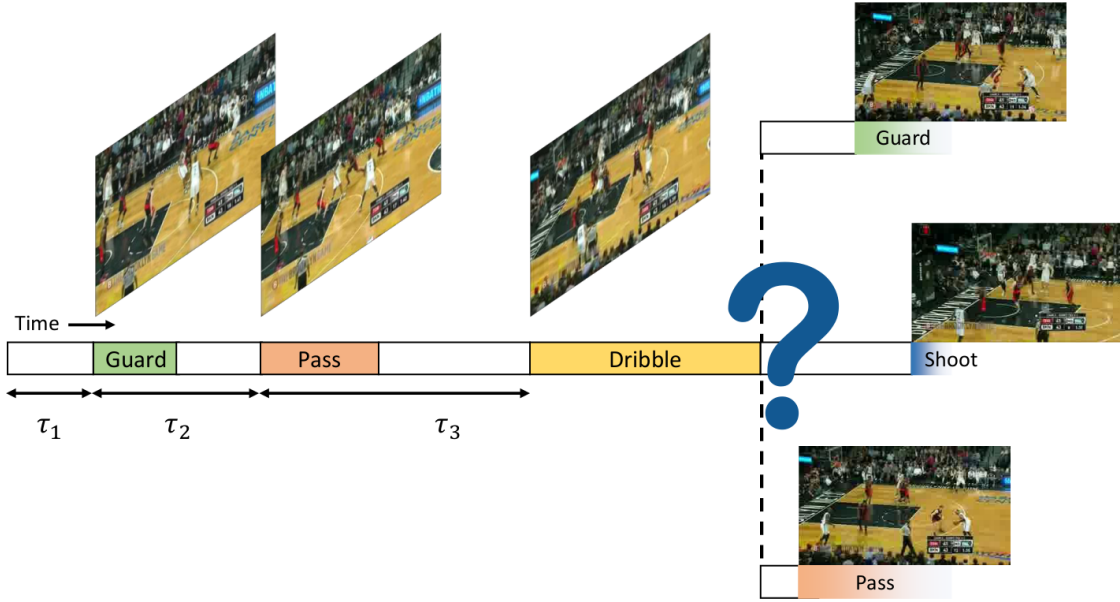 Guard
Time
Guard
Pass
Dribble
?
Shoot
τ₁
τ₂
τ₃
Pass